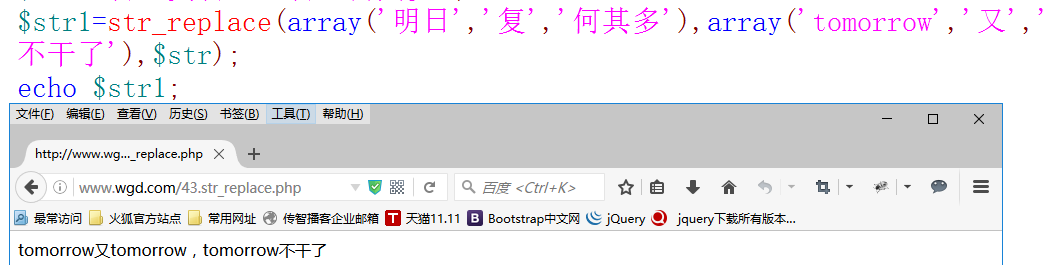 $str1=str_replace(array('明日','复','何其多'),array('tomorrow','又','
不干了'),$str);
echo $str1;
文件(F) 编辑(E) 查看(V) 历史(S) 书签(B) 工具(T) 帮助(H)
http://www.wg..._replace.php
www.wgd.com/43.str_replace.php 百度 <Ctrl+K>
最常访问 火狐官方站点 常用网址 传智播客企业邮箱 天猫11.11 Bootstrap中文网 jQuery jquery下载所有版本...
tomorrow又tomorrow，tomorrow不干了